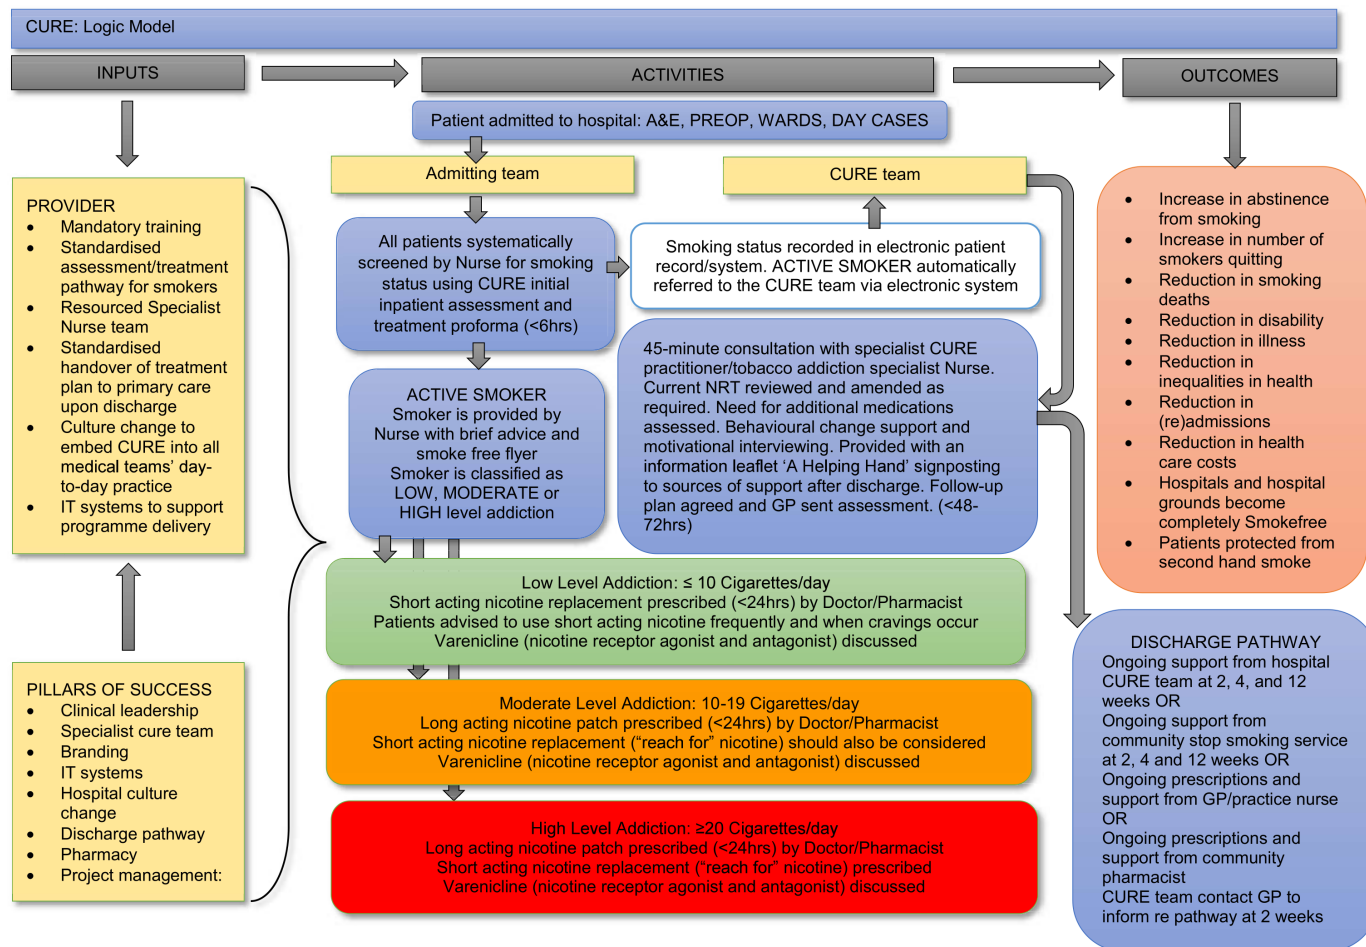 CURE: Logic Model
INPUTS
ACTIVITIES
OUTCOMES
Patient admitted to hospital: A&E, PREOP, WARDS, DAY CASES
Admitting team
CURE team
PROVIDER
• Mandatory training
• Standardised
assessment/treatment
pathway for smokers
• Resourced Specialist
Nurse team
• Standardised
handover of treatment
plan to primary care
upon discharge
• Culture change to
embed CURE into all
medical teams’ day-
to-day practice
• IT systems to support
programme delivery
PILLARS OF SUCCESS
• Clinical leadership
• Specialist cure team
• Branding
• IT systems
• Hospital culture
change
• Discharge pathway
• Pharmacy
• Project management:
All patients systematically
screened by Nurse for smoking
status using CURE initial
inpatient assessment and
treatment proforma (<6hrs)
Smoking status recorded in electronic patient
record/system. ACTIVE SMOKER automatically
referred to the CURE team via electronic system
ACTIVE SMOKER
Smoker is provided by
Nurse with brief advice and
smoke free flyer
Smoker is classified as
LOW, MODERATE or
HIGH level addiction
45-minute consultation with specialist CURE
practitioner/tobacco addiction specialist Nurse.
Current NRT reviewed and amended as
required. Need for additional medications
assessed. Behavioural change support and
motivational interviewing. Provided with an
information leaflet ‘A Helping Hand’ signposting
to sources of support after discharge. Follow-up
plan agreed and GP sent assessment. (<48-
72hrs)
Low Level Addiction: ≤ 10 Cigarettes/day
Short acting nicotine replacement prescribed (<24hrs) by Doctor/Pharmacist
Patients advised to use short acting nicotine frequently and when cravings occur
Varenicline (nicotine receptor agonist and antagonist) discussed
Moderate Level Addiction: 10-19 Cigarettes/day
Long acting nicotine patch prescribed (<24hrs) by Doctor/Pharmacist
Short acting nicotine replacement (“reach for” nicotine) should also be considered
Varenicline (nicotine receptor agonist and antagonist) discussed
High Level Addiction: ≥20 Cigarettes/day
Long acting nicotine patch prescribed (<24hrs) by Doctor/Pharmacist
Short acting nicotine replacement (“reach for” nicotine) prescribed
Varenicline (nicotine receptor agonist and antagonist) discussed
• Increase in abstinence
from smoking
• Increase in number of
smokers quitting
• Reduction in smoking
deaths
• Reduction in disability
• Reduction in illness
• Reduction in
inequalities in health
• Reduction in
(re)admissions
• Reduction in health
care costs
• Hospitals and hospital
grounds become
completely Smokefree
• Patients protected from
second hand smoke
DISCHARGE PATHWAY
Ongoing support from hospital
CURE team at 2, 4, and 12
weeks OR
Ongoing support from
community stop smoking service
at 2, 4 and 12 weeks OR
Ongoing prescriptions and
support from GP/practice nurse
OR
Ongoing prescriptions and
support from community
pharmacist
CURE team contact GP to
inform re pathway at 2 weeks